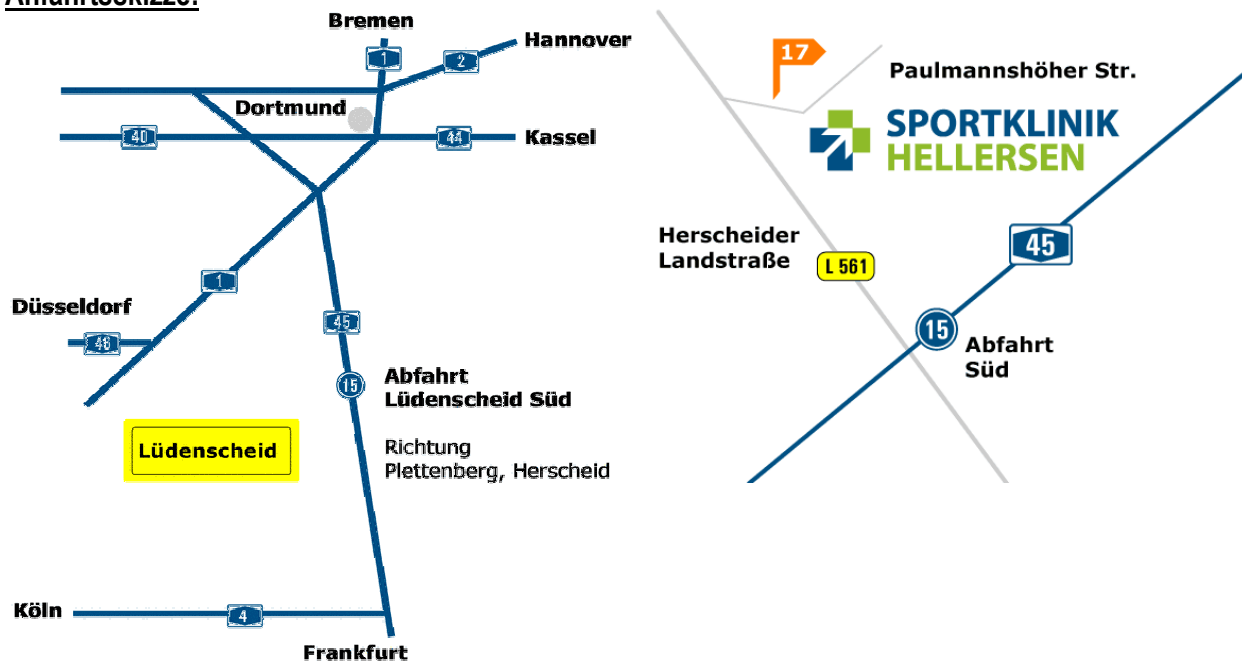 Anfahrtsskizze:
Bremen
1
2
Hannover
Dortmund
40
44
Kassel
1
Düsseldorf
46
45
15
Abfahrt
Lüdenscheid Süd
Lüdenscheid
Richtung
Plettenberg, Herscheid
Köln
4
Frankfurt
17
Paulmannshöher Str.
SPORTKLINIK
HELLERSEN
Herscheider
Landstraße
L 561
45
15
Abfahrt
Süd